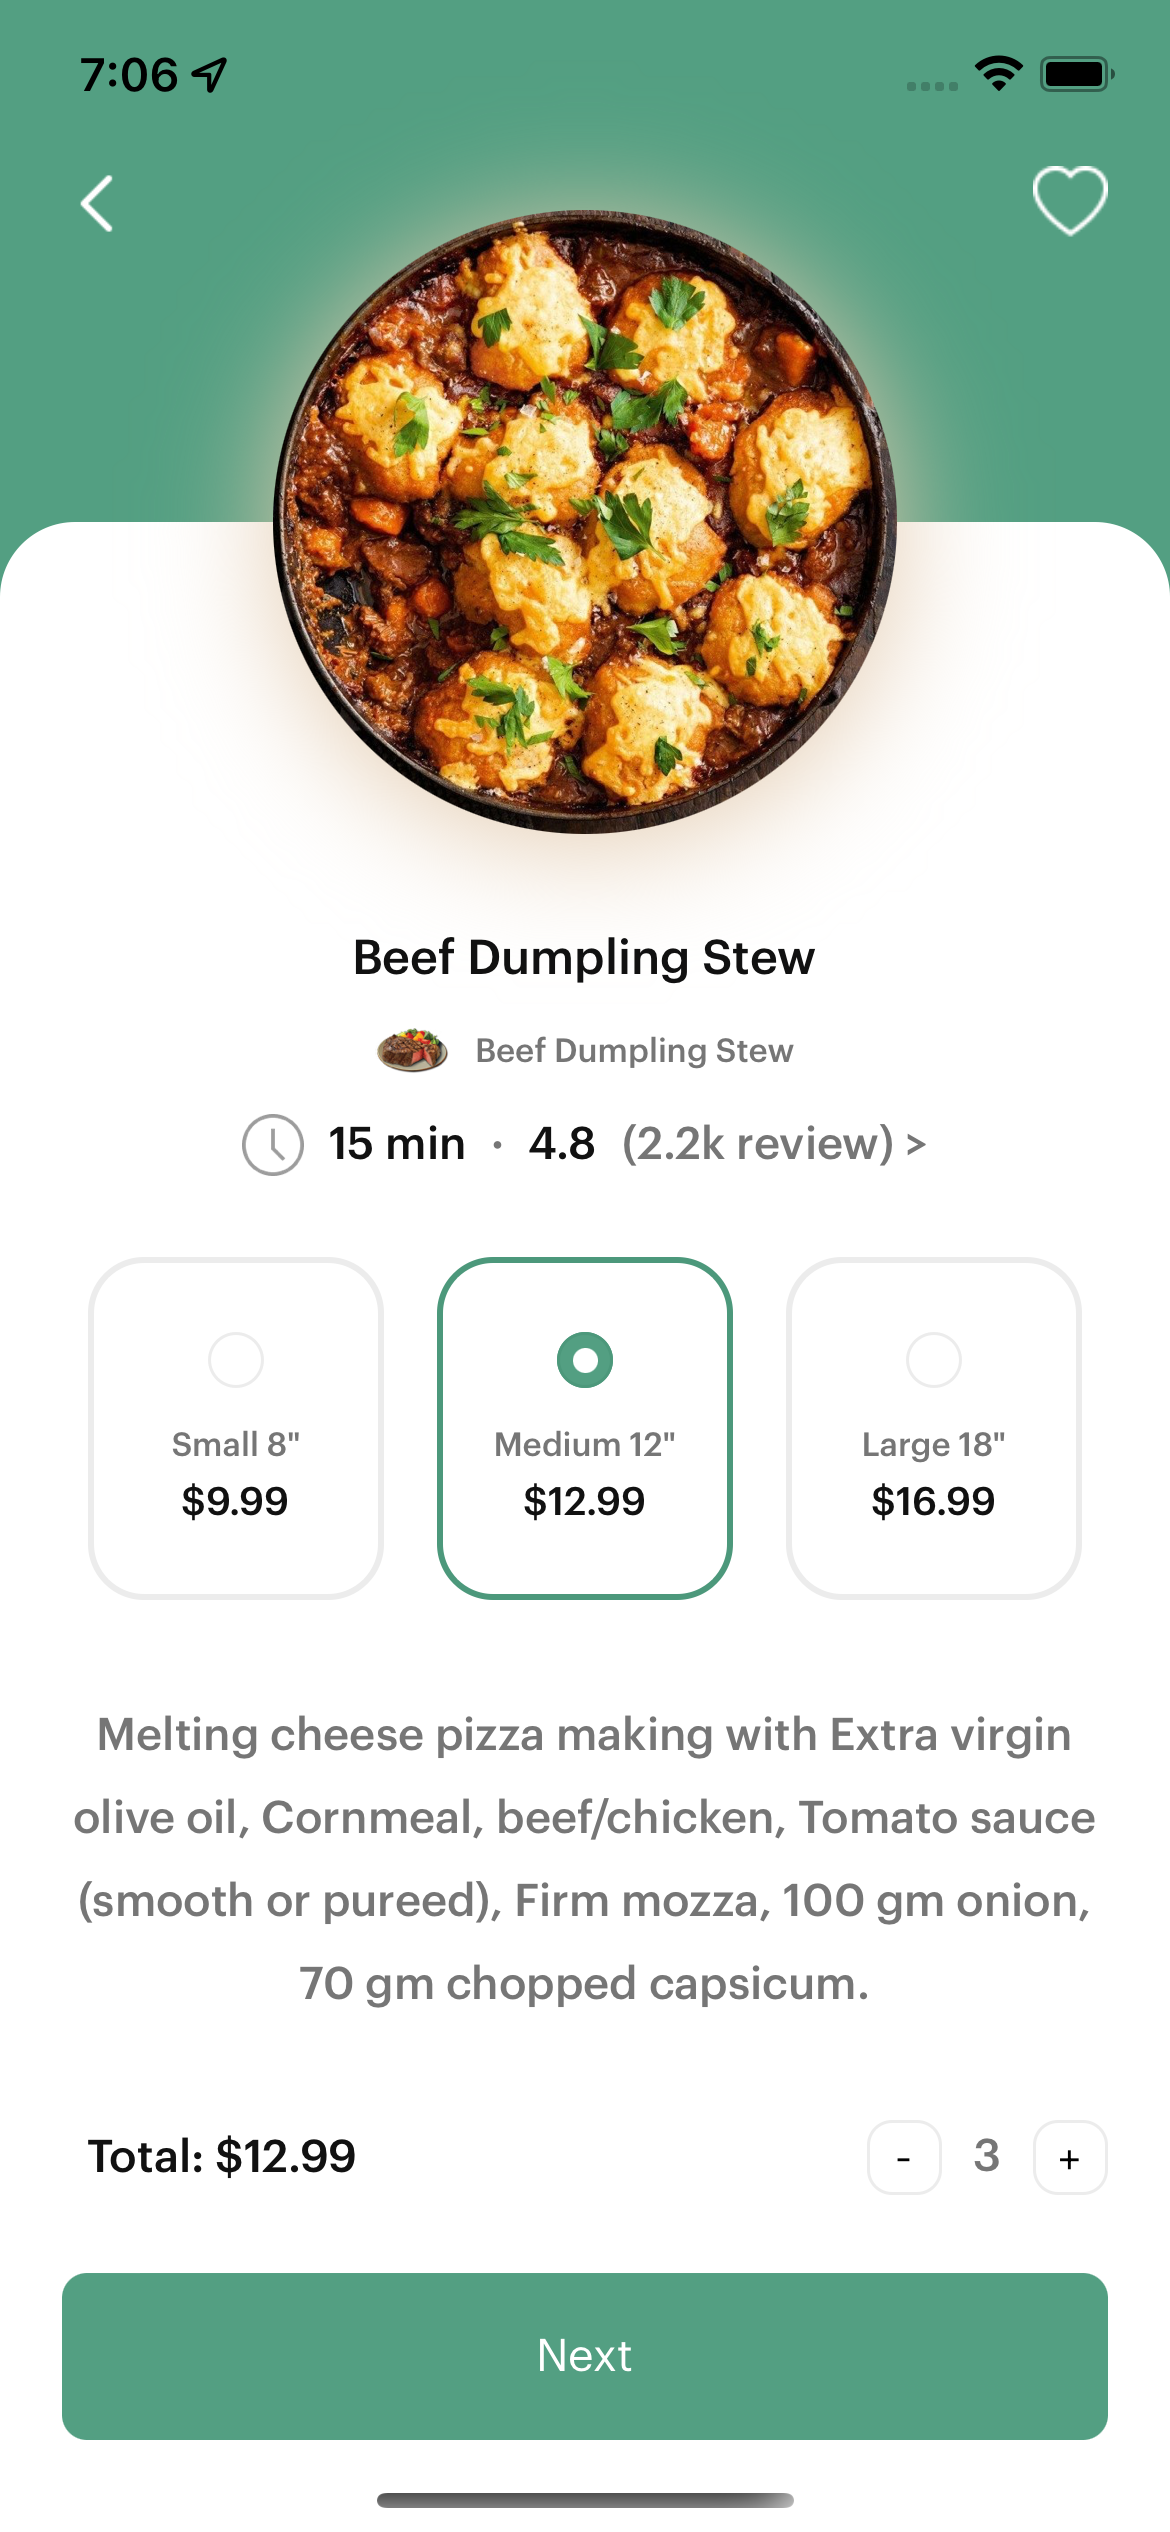 7:06
Beef Dumpling Stew
Beef Dumpling Stew
15 min · 4.8 (2.2k review) >
Small 8"
$9.99
Medium 12"
$12.99
Large 18"
$16.99
Melting cheese pizza making with Extra virgin
olive oil, Cornmeal, beef/chicken, Tomato sauce
(smooth or pureed), Firm mozza, 100 gm onion,
70 gm chopped capsicum.
Total: $12.99
- 3 +
Next